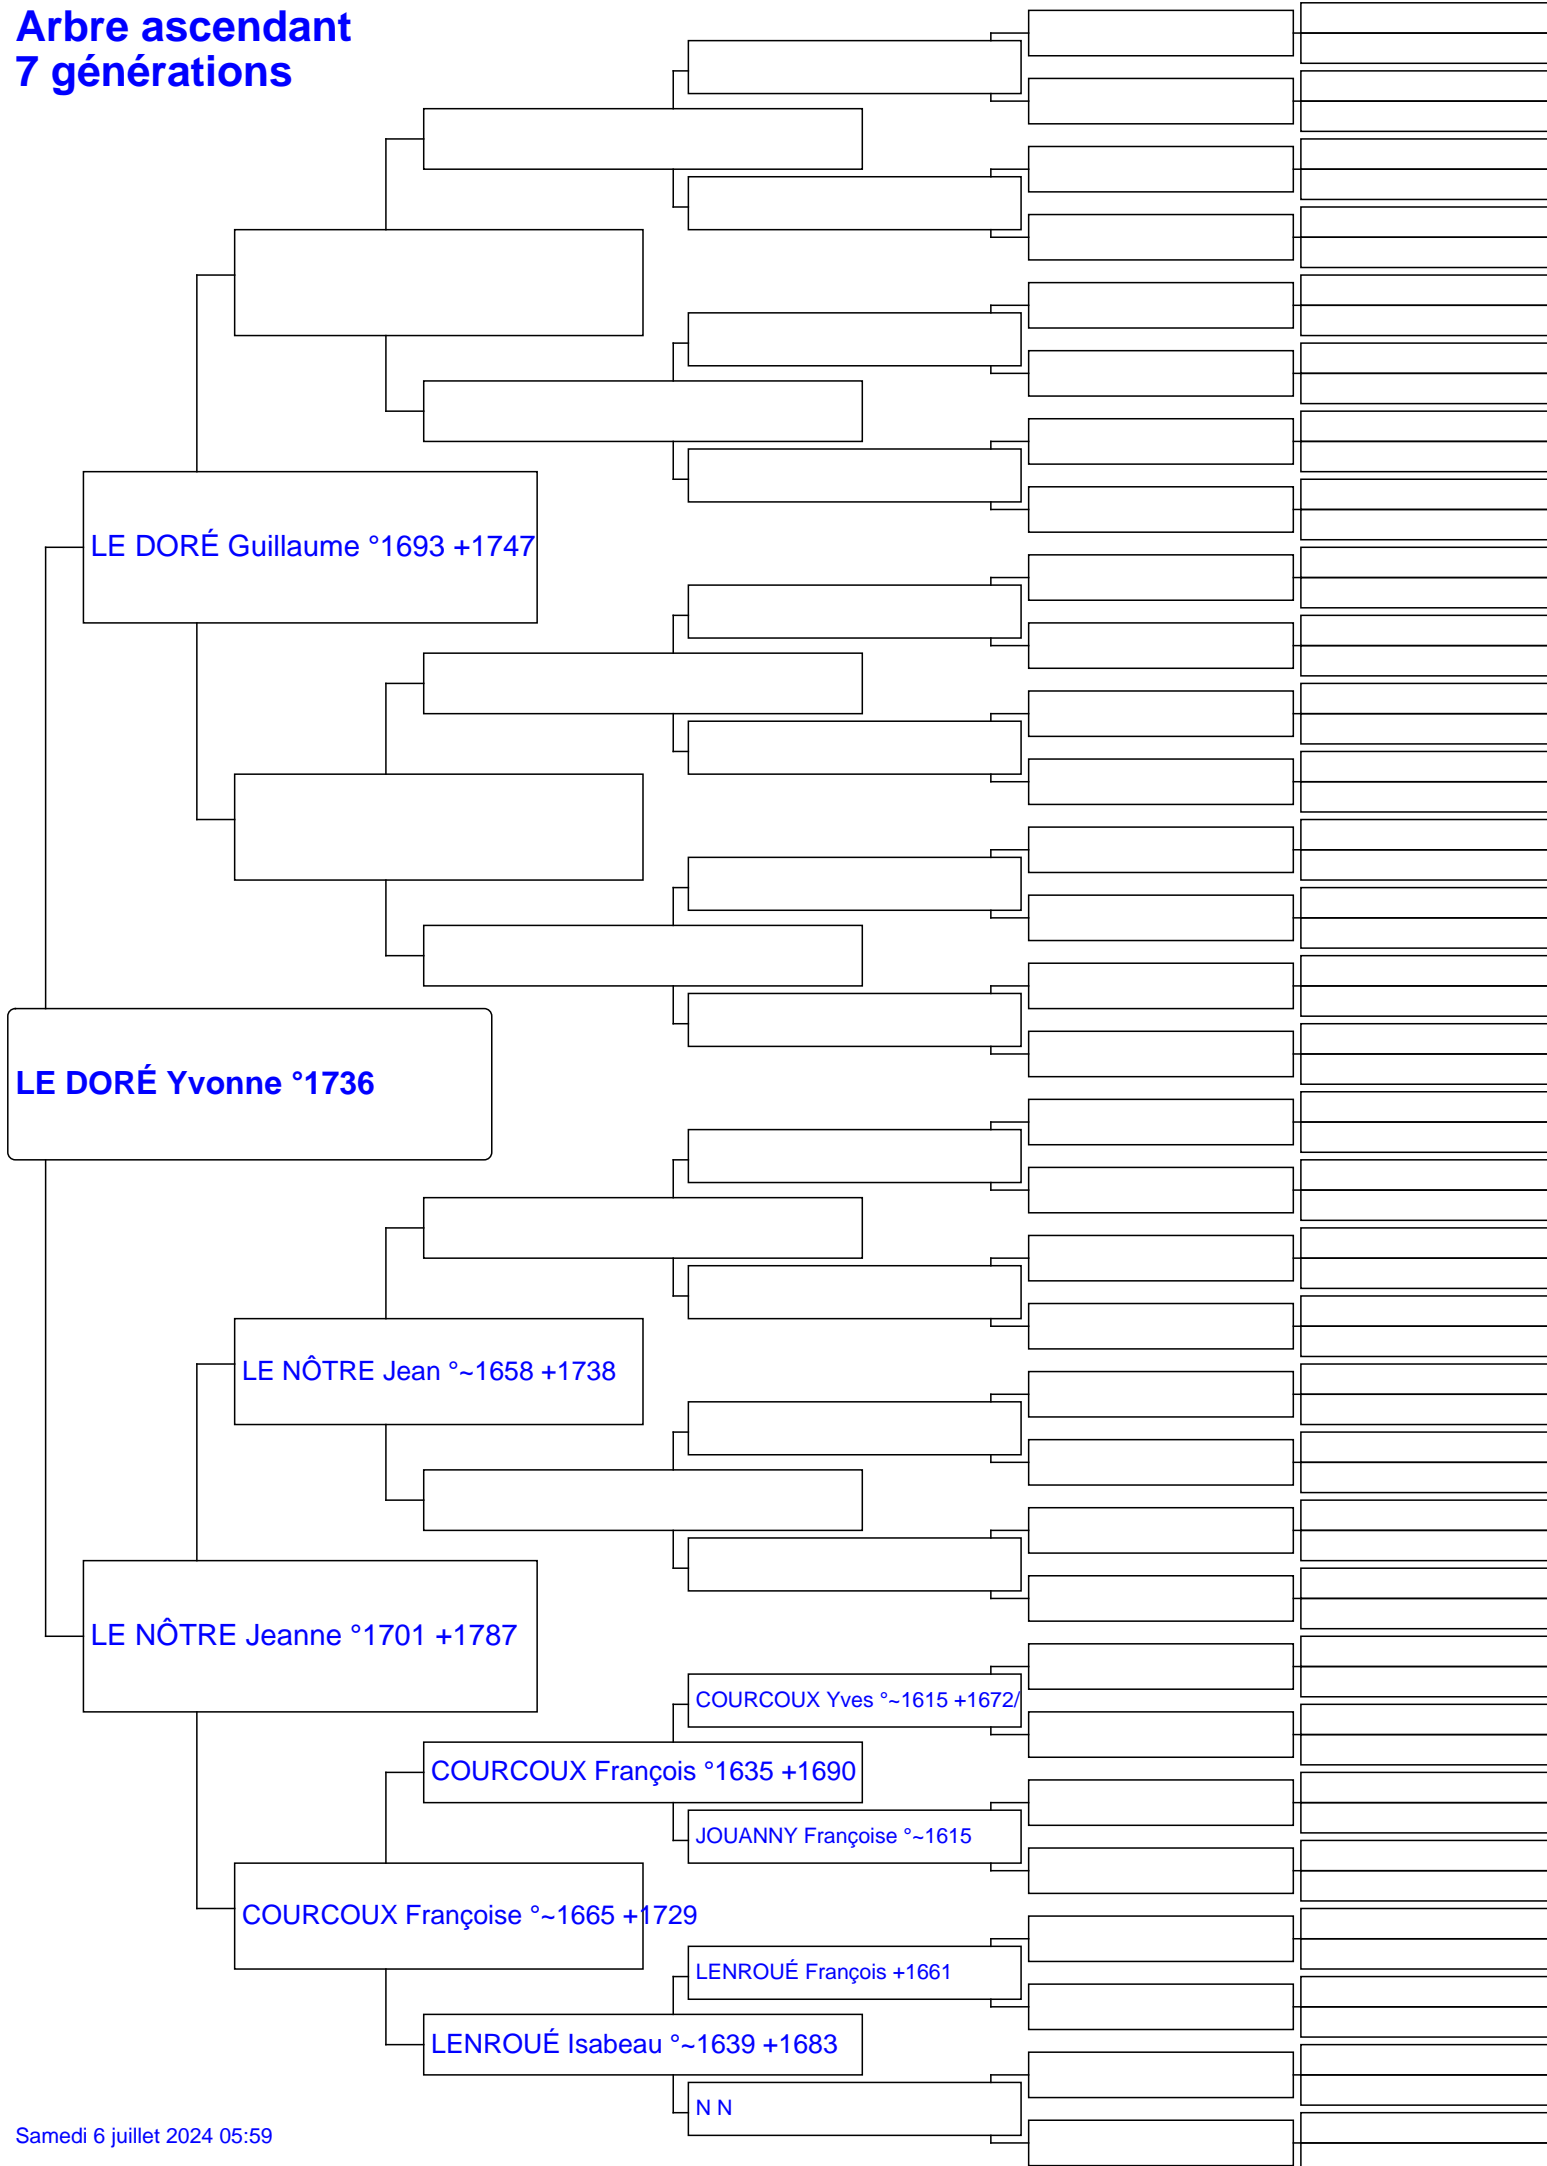 Arbre ascendant
7 générations
LE DORÉ Guillaume °1693 +1747
LE DORÉ Yvonne °1736
LE NÔTRE Jean °~1658 +1738
LE NÔTRE Jeanne °1701 +1787
COURCOUX Yves °~1615 +1672/
COURCOUX François °1635 +1690
JOUANNY Françoise °~1615
COURCOUX Françoise °~1665 +1729
LENROUÉ François +1661
LENROUÉ Isabeau °~1639 +1683
N N
Samedi 6 juillet 2024 05:59